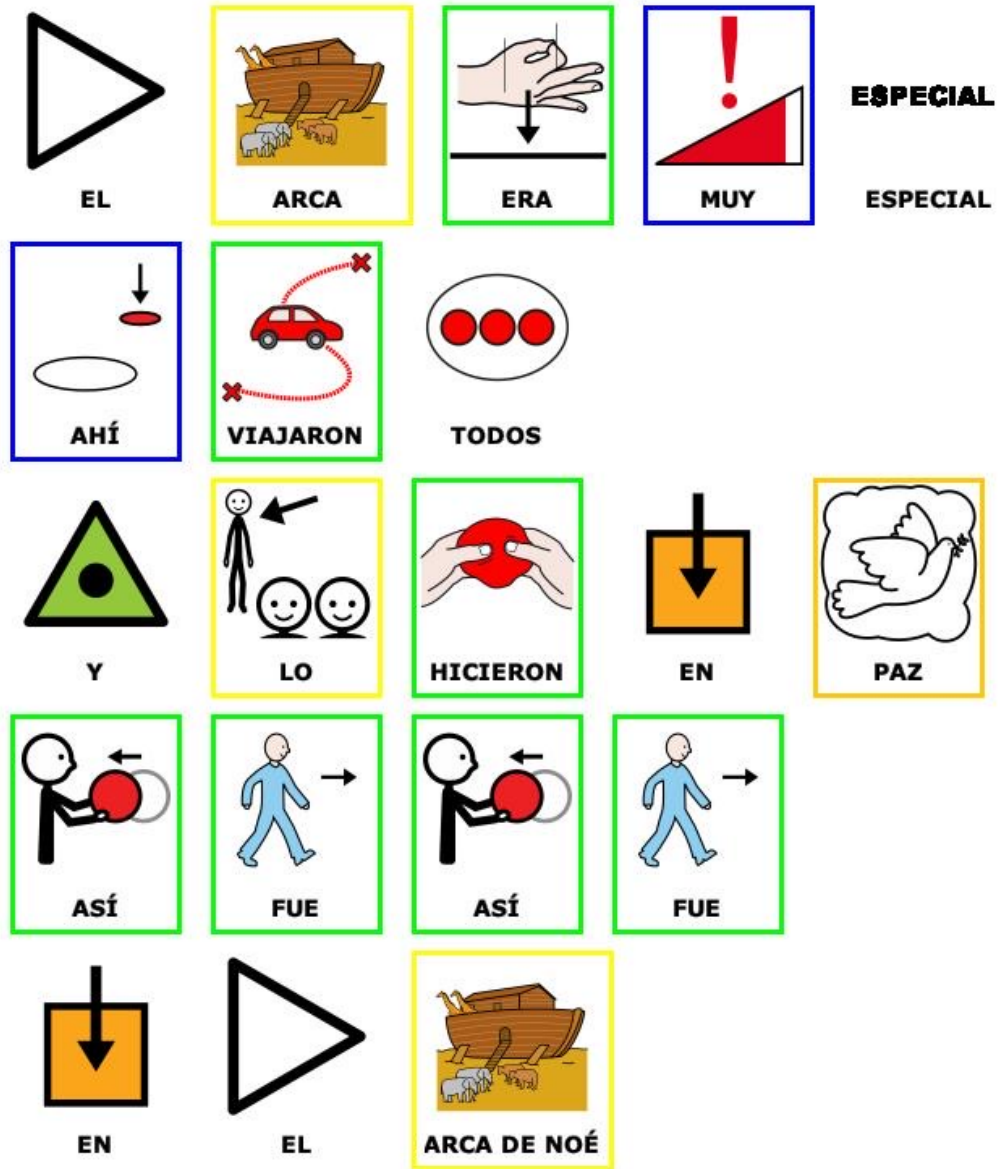 ESPECIAL
EL ARCA ERA MUY ESPECIAL
AHÍ VIAJARON TODOS
Y LO HICIERON EN PAZ
ASÍ FUE ASÍ FUE
EN EL ARCA DE NOÉ